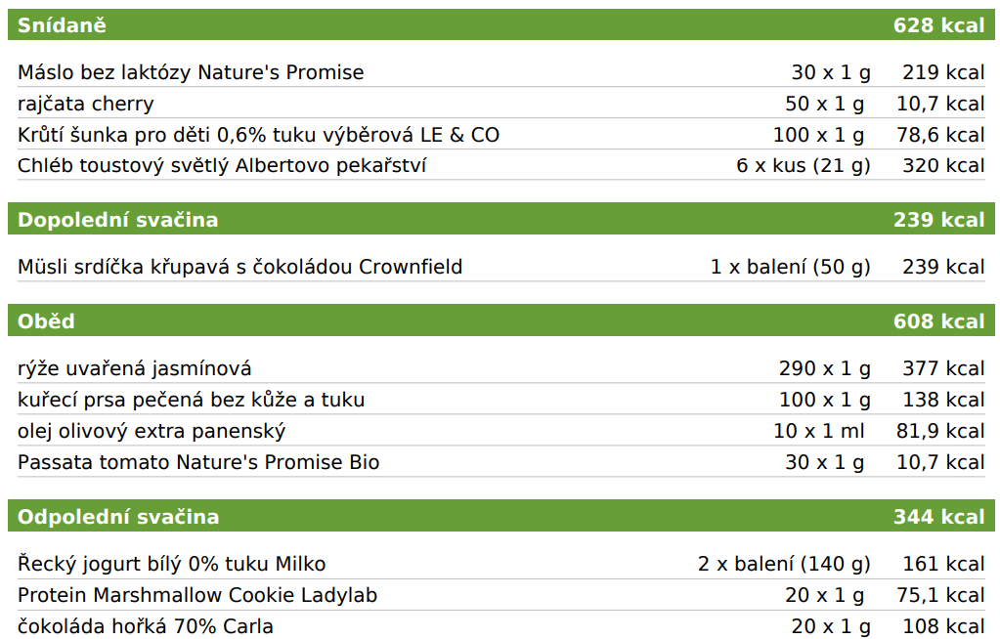 Snídaně 628 kcal
Máslo bez laktózy Nature's Promise 30 x 1 g 219 kcal
rajčata cherry 50 x 1 g 10,7 kcal
Krůtí šunka pro děti 0,6% tuku výběrová LE & CO 100 x 1 g 78,6 kcal
Chléb toustový světlý Albertovo pekařství 6 x kus (21 g) 320 kcal
Dopolední svačina 239 kcal
Müsli srdíčka křupavá s čokoládou Crownfield 1 x balení (50 g) 239 kcal
Oběd 608 kcal
rýže uvařená jasmínová 290 x 1 g 377 kcal
kuřecí prsa pečená bez kůže a tuku 100 x 1 g 138 kcal
olej olivový extra panenský 10 x 1 ml 81,9 kcal
Passata tomato Nature's Promise Bio 30 x 1 g 10,7 kcal
Odpolední svačina 344 kcal
Řecký jogurt bílý 0% tuku Milko 2 x balení (140 g) 161 kcal
Protein Marshmallow Cookie Ladylab 20 x 1 g 75,1 kcal
čokoláda hořká 70% Carla 20 x 1 g 108 kcal